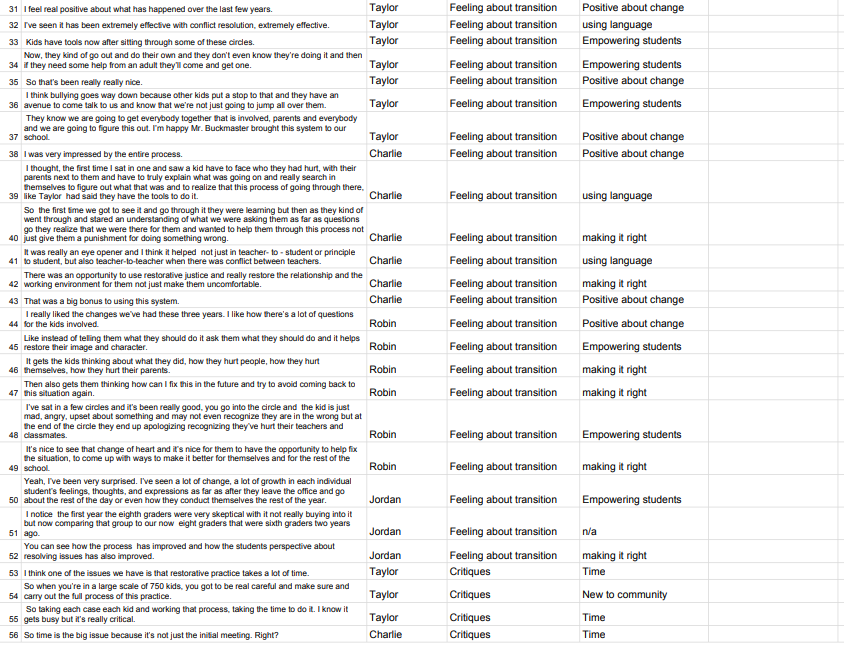 31 I feel real positive about what has happened over the last few years. Taylor Feeling about transition Positive about change
32 I've seen it has been extremely effective with conflict resolution, extremely effective. Taylor Feeling about transition using language
33 Kids have tools now after sitting through some of these circles. Taylor Feeling about transition Empowering students
Now, they kind of go out and do their own and they don't even know they're doing it and then
34 if they need some help from an adult they'll come and get one. Taylor Feeling about transition Empowering students
35 So that's been really really nice. Taylor Feeling about transition Positive about change
I think bullying goes way down because other kids put a stop to that and they have an
36 avenue to come talk to us and know that we're not just going to jump all over them. Taylor Feeling about transition Empowering students
They know we are going to get everybody together that is involved, parents and everybody
and we are going to figure this out. I'm happy Mr. Buckmaster brought this system to our
37 school. Taylor Feeling about transition Positive about change
38 I was very impressed by the entire process. Charlie Feeling about transition Positive about change
I thought, the first time I sat in one and saw a kid have to face who they had hurt, with their
parents next to them and have to truly explain what was going on and really search in
themselves to figure out what that was and to realize that this process of going through there,
39 like Taylor had said they have the tools to do it. Charlie Feeling about transition using language
So the first time we got to see it and go through it they were learning but then as they kind of
went through and stared an understanding of what we were asking them as far as questions
go they realize that we were there for them and wanted to help them through this process not
40 just give them a punishment for doing something wrong. Charlie Feeling about transition making it right
It was really an eye opener and I think it helped not just in teacher- to - student or principle
41 to student, but also teacher-to-teacher when there was conflict between teachers. Charlie Feeling about transition using language
There was an opportunity to use restorative justice and really restore the relationship and the
42 working environment for them not just make them uncomfortable. Charlie Feeling about transition making it right
43 That was a big bonus to using this system. Charlie Feeling about transition Positive about change
I really liked the changes we've had these three years. I like how there's a lot of questions
44 for the kids involved. Robin Feeling about transition Positive about change
Like instead of telling them what they should do it ask them what they should do and it helps
45 restore their image and character. Robin Feeling about transition Empowering students
It gets the kids thinking about what they did, how they hurt people, how they hurt
46 themselves, how they hurt their parents. Robin Feeling about transition making it right
Then also gets them thinking how can I fix this in the future and try to avoid coming back to
47 this situation again. Robin Feeling about transition making it right
I've sat in a few circles and it's been really good, you go into the circle and the kid is just
mad, angry, upset about something and may not even recognize they are in the wrong but at
the end of the circle they end up apologizing recognizing they've hurt their teachers and
48 classmates. Robin Feeling about transition Empowering students
It's nice to see that change of heart and it's nice for them to have the opportunity to help fix
the situation, to come up with ways to make it better for themselves and for the rest of the
49 school. Robin Feeling about transition making it right
Yeah, I've been very surprised. I've seen a lot of change, a lot of growth in each individual
student's feelings, thoughts, and expressions as far as after they leave the office and go
50 about the rest of the day or even how they conduct themselves the rest of the year. Jordan Feeling about transition Empowering students
I notice the first year the eighth graders were very skeptical with it not really buying into it
but now comparing that group to our now eight graders that were sixth graders two years
51 ago. Jordan Feeling about transition n/a
You can see how the process has improved and how the students perspective about
52 resolving issues has also improved. Jordan Feeling about transition making it right
53 I think one of the issues we have is that restorative practice takes a lot of time. Taylor Critiques Time
So when you're in a large scale of 750 kids, you got to be real careful and make sure and
54 carry out the full process of this practice. Taylor Critiques New to community
So taking each case each kid and working that process, taking the time to do it. I know it
55 gets busy but it's really critical. Taylor Critiques Time
56 So time is the big issue because it's not just the initial meeting. Right? Charlie Critiques Time